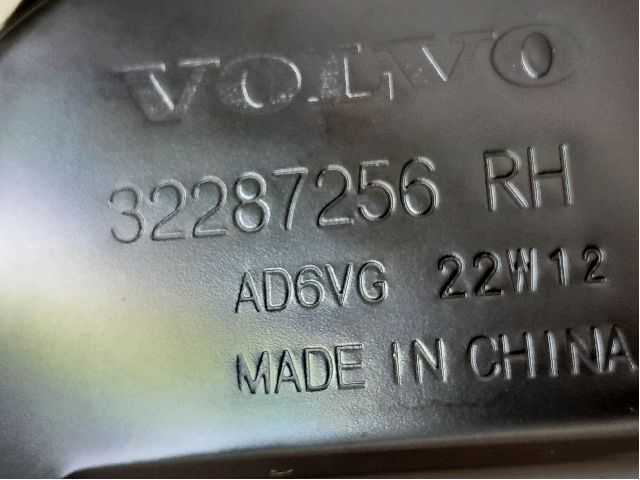 VOLVO
32287256 RH
AD6VG 22W12
MADE IN CHINA